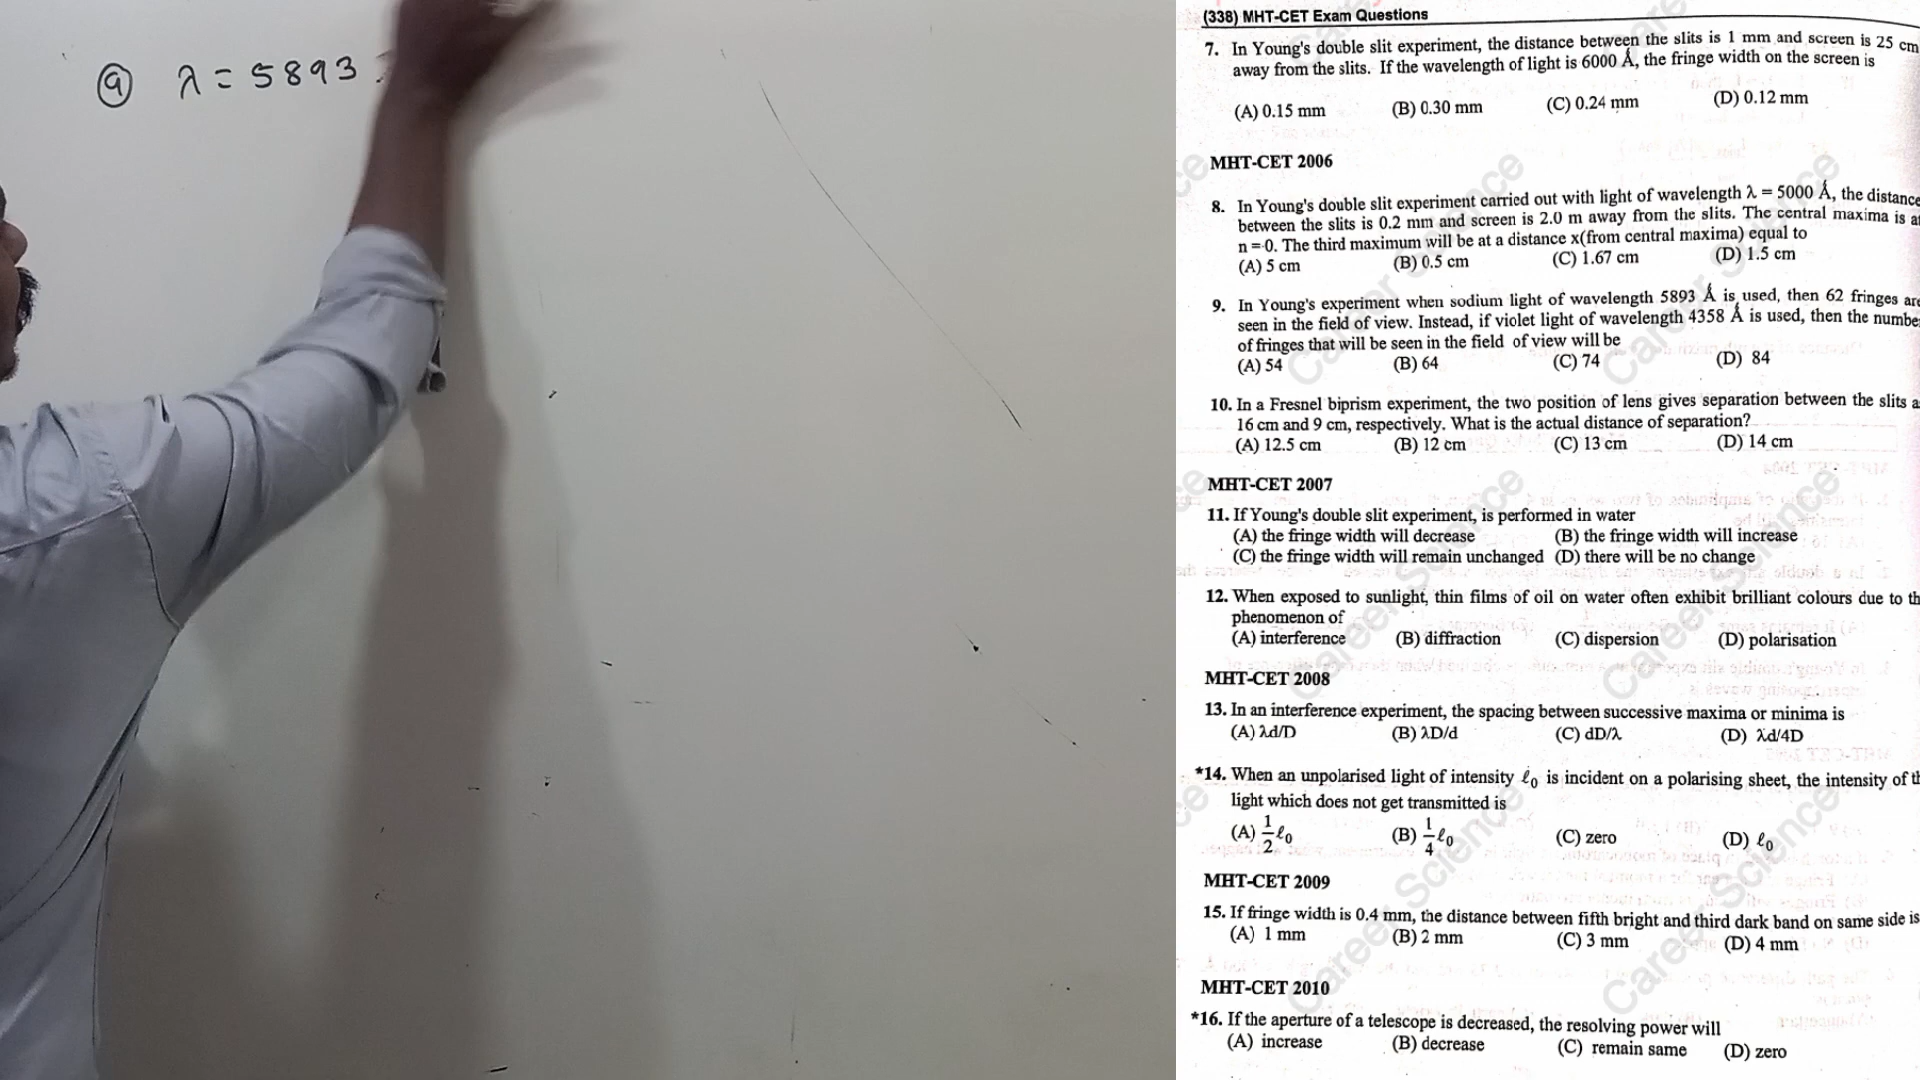 9 λ = 5893
(338) MHT-CET Exam Questions
7. In Young's double slit experiment, the distance between the slits is 1 mm and screen is 25 cm
away from the slits. If the wavelength of light is 6000 Å, the fringe width on the screen is
(A) 0.15 mm (B) 0.30 mm (C) 0.24 mm (D) 0.12 mm
MHT-CET 2006
8. In Young's double slit experiment carried out with light of wavelength λ = 5000 Å, the distance
between the slits is 0.2 mm and screen is 2.0 m away from the slits. The central maxima is
n = 0. The third maximum will be at a distance x(from central maxima) equal to
(A) 5 cm (B) 0.5 cm (C) 1.67 cm (D) 1.5 cm
9. In Young's experiment when sodium light of wavelength 5893 Å is used, then 62 fringes are
seen in the field of view. Instead, if violet light of wavelength 4358 Å is used, then the
of fringes that will be seen in the field of view will be
(A) 54 (B) 64 (C) 74 (D) 84
10. In a Fresnel biprism experiment, the two position of lens gives separation between the slits
16 cm and 9 cm, respectively. What is the actual distance of separation?
(A) 12.5 cm (B) 12 cm (C) 13 cm (D) 14 cm
MHT-CET 2007
11. If Young's double slit experiment, is performed in water
(A) the fringe width will decrease (B) the fringe width will increase
(C) the fringe width will remain unchanged (D) there will be no change
12. When exposed to sunlight, thin films of oil on water often exhibit brilliant colours due to
phenomenon of
(A) interference (B) diffraction (C) dispersion (D) polarisation
MHT-CET 2008
13. In an interference experiment, the spacing between successive maxima or minima is
(A) λd/D (B) λD/d (C) dD/λ (D) λd/4D
*14. When an unpolarised light of intensity ℓ₀ is incident on a polarising sheet, the intensity of
light which does not get transmitted is
(A) 1/2 ℓ₀ (B) 1/4 ℓ₀ (C) zero (D) ℓ₀
MHT-CET 2009
15. If fringe width is 0.4 mm, the distance between fifth bright and third dark band on same side is
(A) 1 mm (B) 2 mm (C) 3 mm (D) 4 mm
MHT-CET 2010
*16. If the aperture of a telescope is decreased, the resolving power will
(A) increase (B) decrease (C) remain same (D) zero
Career Science